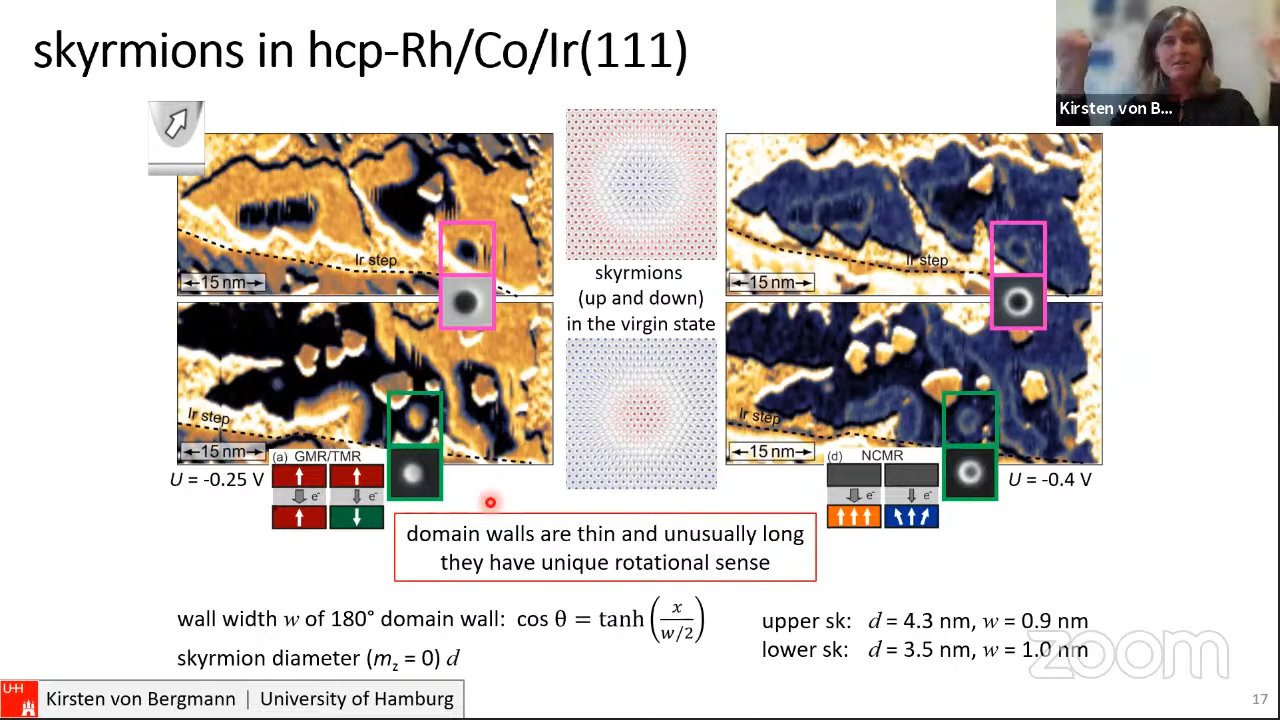 skyrmions in hcp-Rh/Co/Ir(111)
Kirsten von B...
Ir step
15 nm
Ir step
15 nm
skyrmions
(up and down)
in the virgin state
Ir step
15 nm
Ir step
15 nm
(a) GMR/TMR
e⁻
e⁻
U = -0.25 V
(d) NCMR
e⁻
e⁻
U = -0.4 V
domain walls are thin and unusually long
they have unique rotational sense
wall width w of 180° domain wall: cos θ = tanh(x / w/2)
skyrmion diameter (mz = 0) d
upper sk: d = 4.3 nm, w = 0.9 nm
lower sk: d = 3.5 nm, w = 1.0 nm
zoom
UHH
Kirsten von Bergmann | University of Hamburg
17